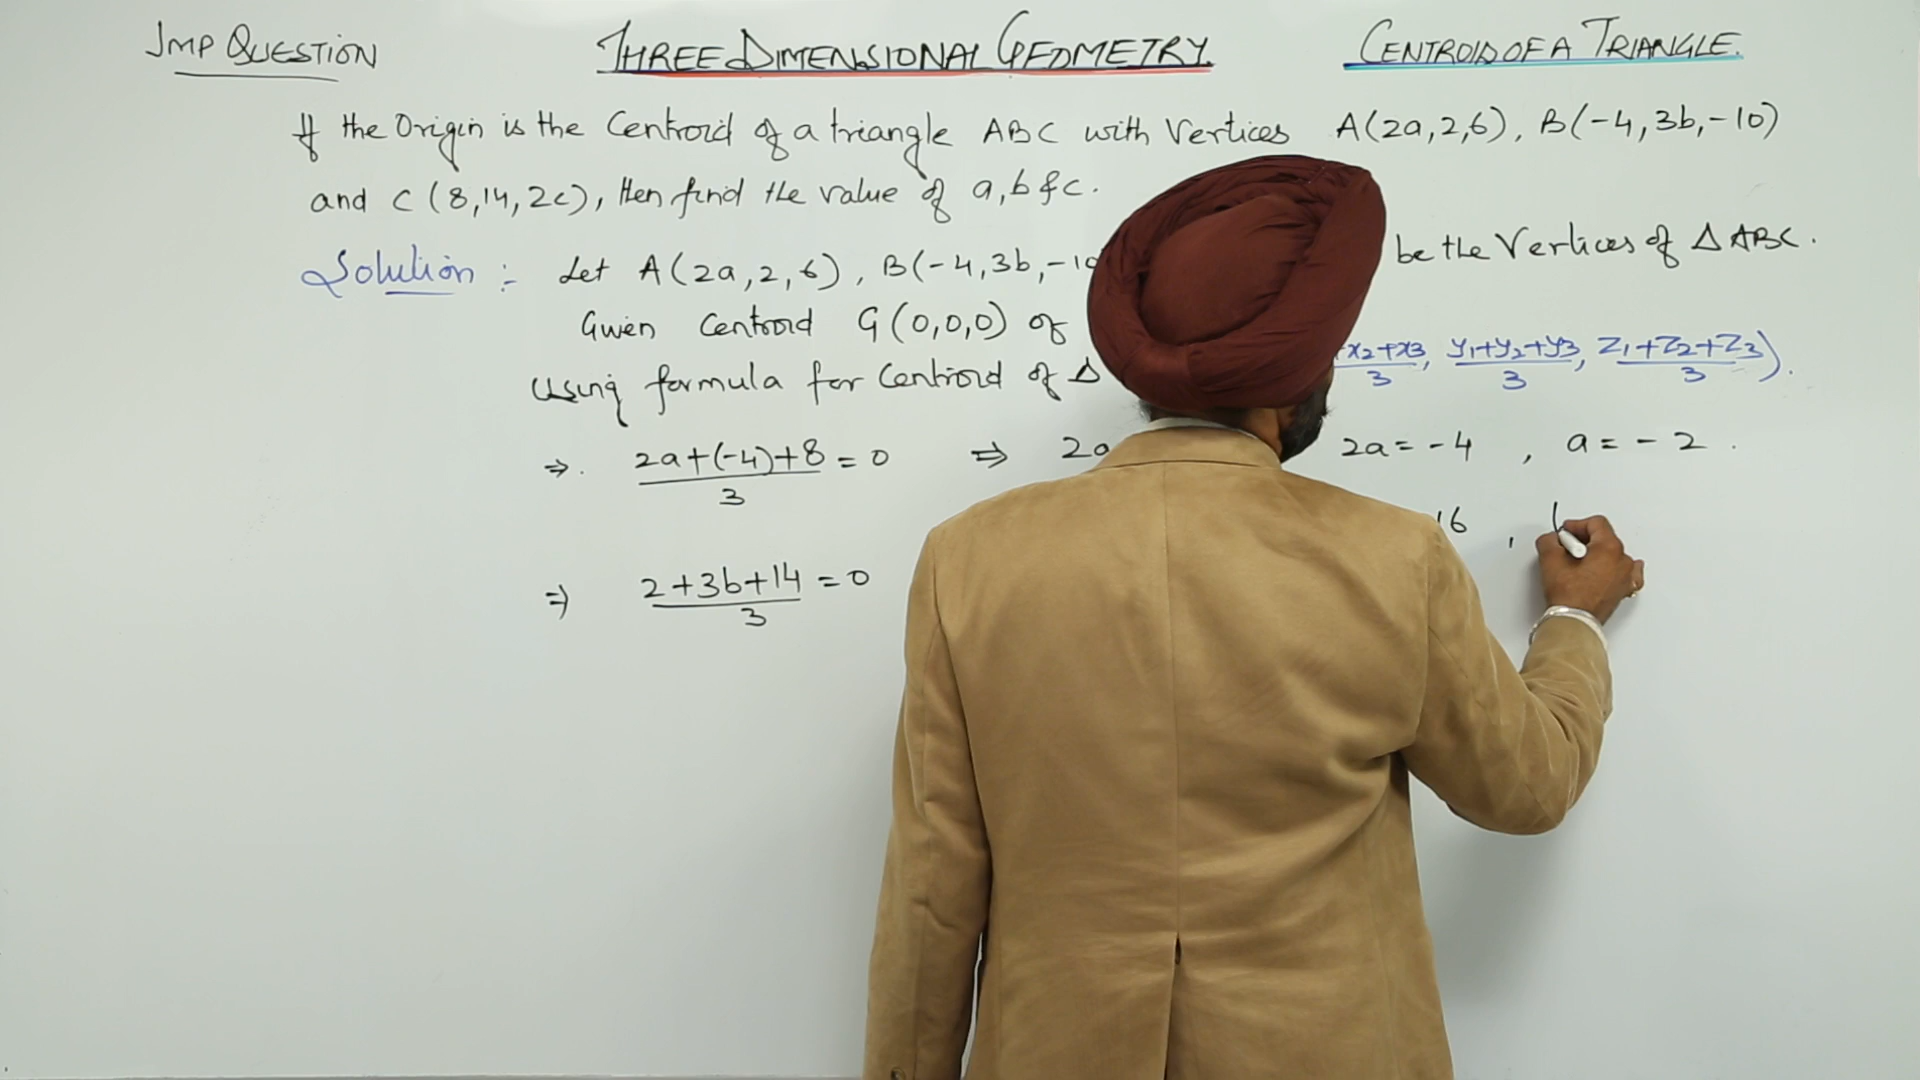 IMP QUESTION
THREE DIMENSIONAL GEOMETRY.
CENTROID OF A TRIANGLE.
If the Origin is the Centroid of a triangle ABC with Vertices A(2a,2,6), B(-4,3b,-10)
and C(8,14,2c), then find the value of a,b & c.
Solution :- Let A(2a,2,6), B(-4,3b,-10 be the Vertices of Δ ABC.
Given Centroid G(0,0,0) of
Using formula for Centroid of Δ x2+x3/3, y1+y2+y3/3, z1+z2+z3/3).
⇒. 2a+(-4)+8/3 = 0 ⇒ 2a 2a = -4 , a = -2 .
16 ,
⇒ 2+3b+14/3 = 0